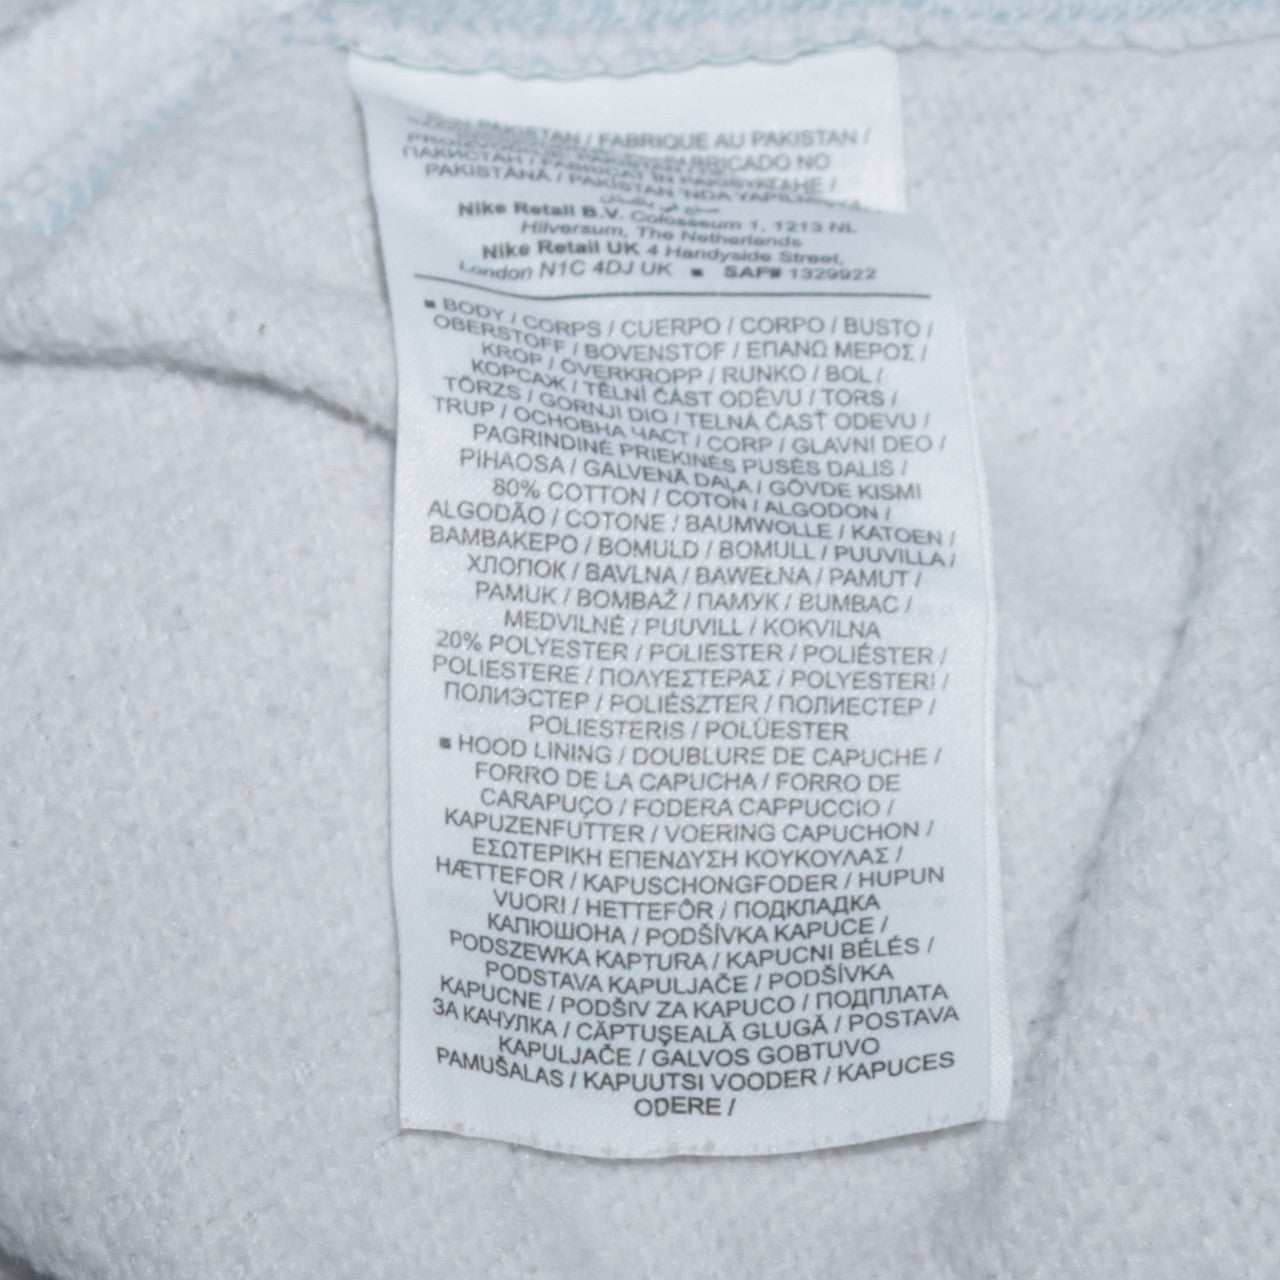 PAKISTAN / FABRIQUE AU PAKISTAN /
FABRICADO NO
ПАКИСТАН / FABRICAT ÎN
PAKISTANĀ / PAKISTAN 'NDA
صنع في باكستان
Nike Retail B.V. Colosseum 1, 1213 NL
Hilversum, The Netherlands
Nike Retail UK 4 Handyside Street,
London N1C 4DJ UK ■ SAF# 1329922
■ BODY / CORPS / CUERPO / CORPO / BUSTO /
OBERSTOFF / BOVENSTOF / ΕΠΑΝΩ ΜΕΡΟΣ /
KROP / OVERKROPP / RUNKO / BOL /
КОРСАЖ / TĚLNÍ ČÁST ODĚVU / TORS /
TÖRZS / GORNJI DIO / TELNÁ ČASŤ ODEVU /
TRUP / ОСНОВНА ЧАСТ / CORP / GLAVNI DEO /
PAGRINDINĖ PRIEKINĖS PUSĖS DALIS /
PIHAOSA / GALVENĀ DAĻA / GÖVDE KISMI
80% COTTON / COTON / ALGODON /
ALGODÃO / COTONE / BAUMWOLLE / KATOEN /
ΒΑΜΒΑΚΕΡΟ / BOMULD / BOMULL / PUUVILLA /
ХЛОПОК / BAVLNA / BAWEŁNA / PAMUT /
PAMUK / BOMBAŽ / ПАМУК / BUMBAC /
MEDVILNĖ / PUUVILL / KOKVILNA
20% POLYESTER / POLIESTER / POLIÉSTER /
POLIESTERE / ΠΟΛΥΕΣΤΕΡΑΣ / POLYESTERI /
ПОЛИЭСТЕР / POLIÉSZTER / ПОЛИЕСТЕР /
POLIESTERIS / POLÜESTER
■ HOOD LINING / DOUBLURE DE CAPUCHE /
FORRO DE LA CAPUCHA / FORRO DE
CARAPUÇO / FODERA CAPPUCCIO /
KAPUZENFUTTER / VOERING CAPUCHON /
ΕΣΩΤΕΡΙΚΗ ΕΠΕΝΔΥΣΗ ΚΟΥΚΟΥΛΑΣ /
HÆTTEFOR / KAPUSCHONGFODER / HUPUN
VUORI / HETTEFÔR / ПОДКЛАДКА
КАПЮШОНА / PODŠÍVKA KAPUCE /
PODSZEWKA KAPTURA / KAPUCNI BÉLÉS /
PODSTAVA KAPULJAČE / PODŠÍVKA
KAPUCNE / PODŠIV ZA KAPUCO / ПОДПЛАТА
ЗА КАЧУЛКА / CĂPTUŞEALĂ GLUGĂ / POSTAVA
KAPULJAČE / GALVOS GOBTUVO
PAMUŠALAS / KAPUUTSI VOODER / KAPUCES
ODERE /